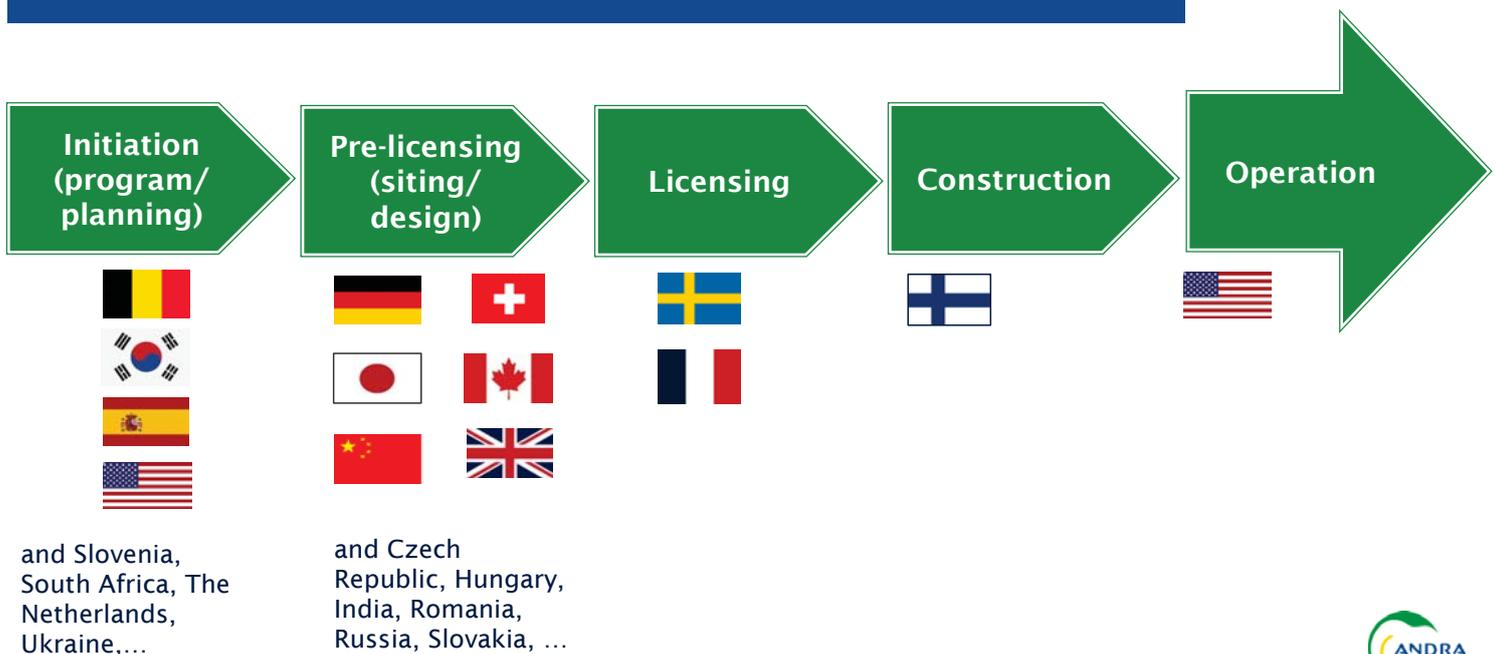 Initiation
(program/
planning)
Pre-licensing
(siting/
design)
Licensing
Construction
Operation
and Slovenia,
South Africa, The
Netherlands,
Ukraine,…
and Czech
Republic, Hungary,
India, Romania,
Russia, Slovakia, …
ANDRA